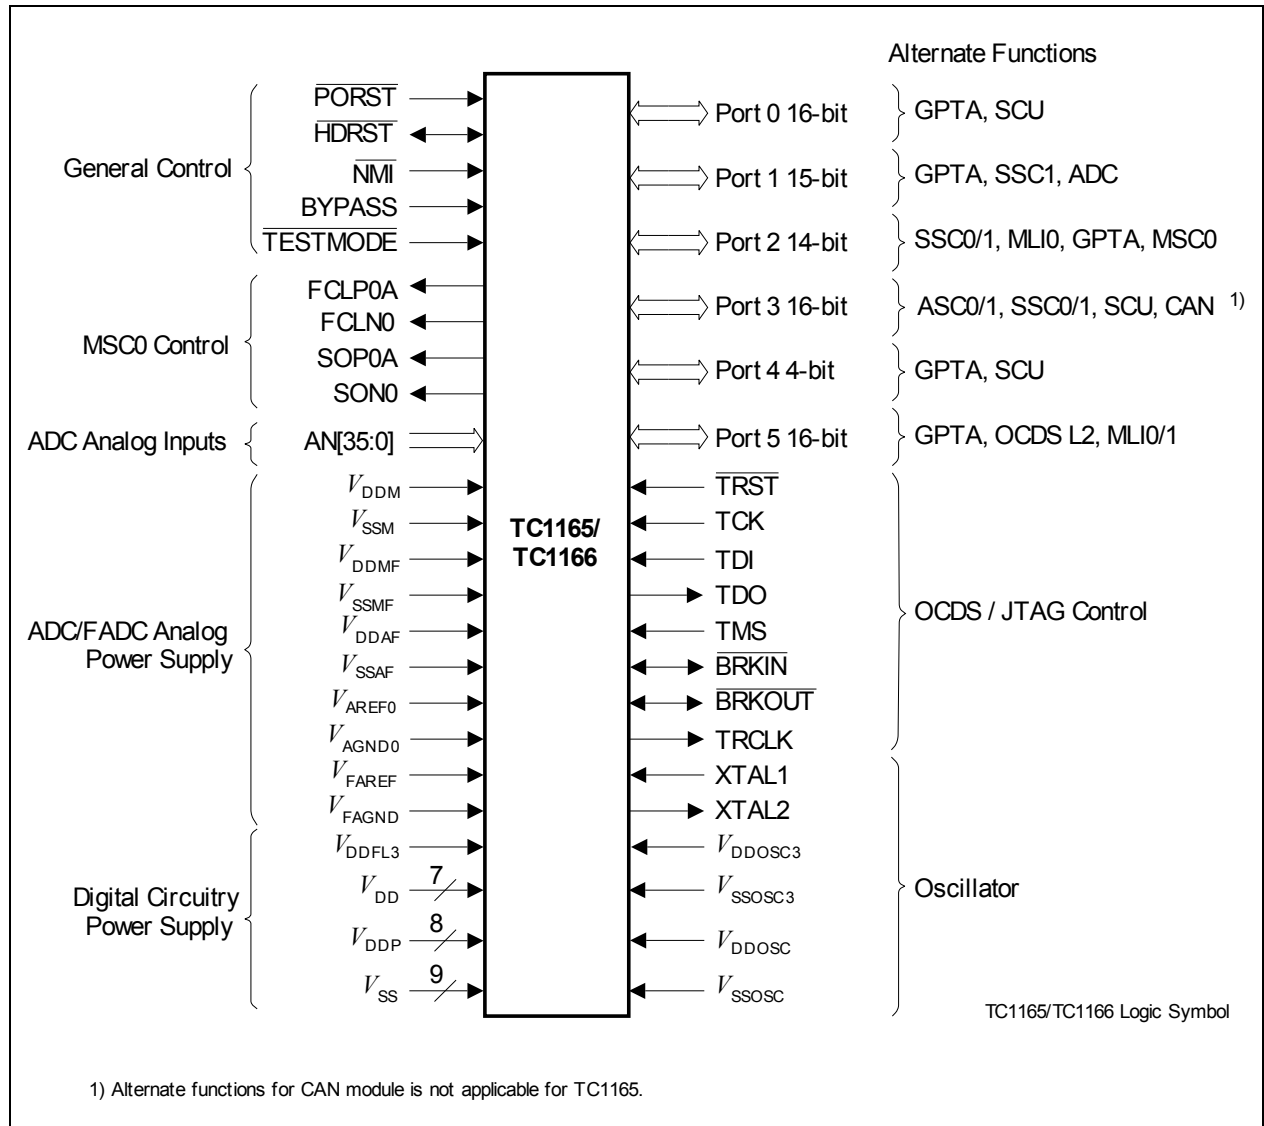 Alternate Functions
General Control
PORST
HDRST
NMI
BYPASS
TESTMODE
MSC0 Control
FCLP0A
FCLN0
SOP0A
SON0
ADC Analog Inputs
AN[35:0]
ADC/FADC Analog
Power Supply
VDDM
VSSM
VDDMF
VSSMF
VDDAF
VSSAF
VAREF0
VAGND0
VFAREF
VFAGND
Digital Circuitry
Power Supply
VDDFL3
VDD 7
VDDP 8
VSS 9
TC1165/
TC1166
Port 0 16-bit GPTA, SCU
Port 1 15-bit GPTA, SSC1, ADC
Port 2 14-bit SSC0/1, MLI0, GPTA, MSC0
Port 3 16-bit ASC0/1, SSC0/1, SCU, CAN 1)
Port 4 4-bit GPTA, SCU
Port 5 16-bit GPTA, OCDS L2, MLI0/1
TRST
TCK
TDI
TDO
TMS
BRKIN
BRKOUT
TRCLK
OCDS / JTAG Control
XTAL1
XTAL2
VDDOSC3
VSSOSC3
VDDOSC
VSSOSC
Oscillator
TC1165/TC1166 Logic Symbol
1) Alternate functions for CAN module is not applicable for TC1165.